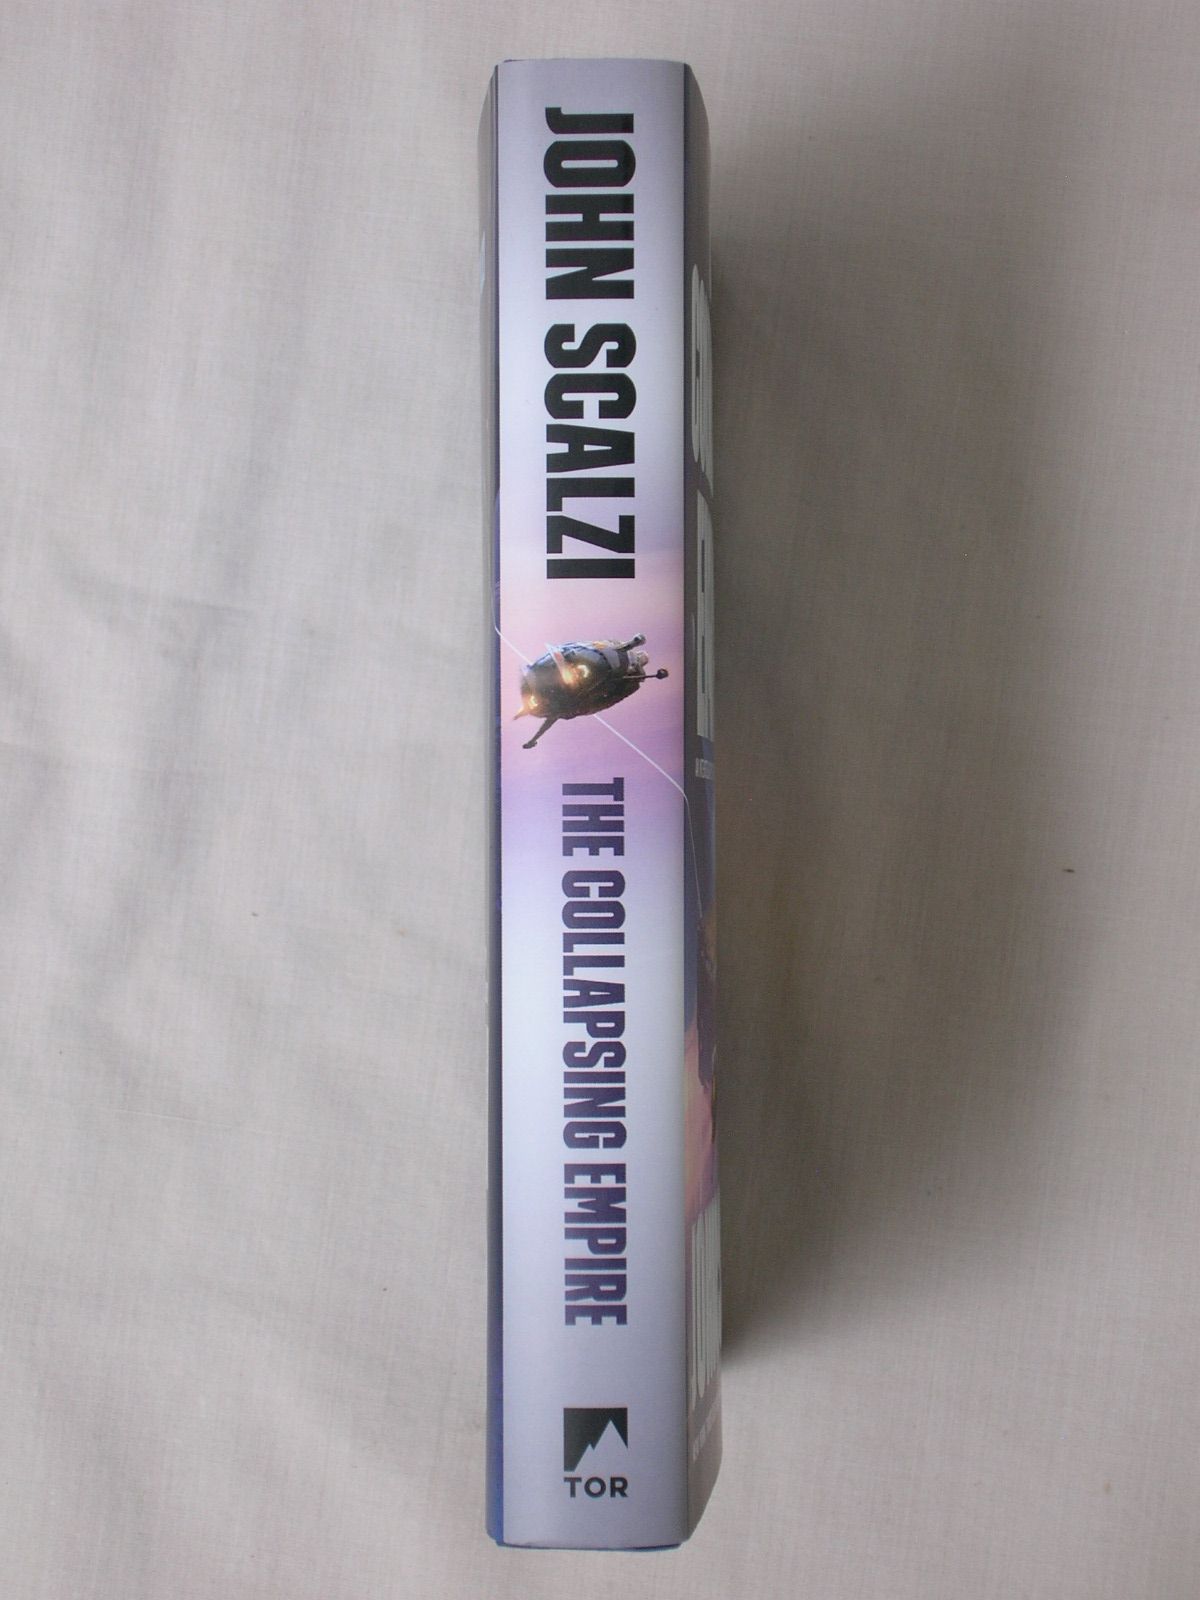 JOHN SCALZI
THE COLLAPSING EMPIRE
TOR